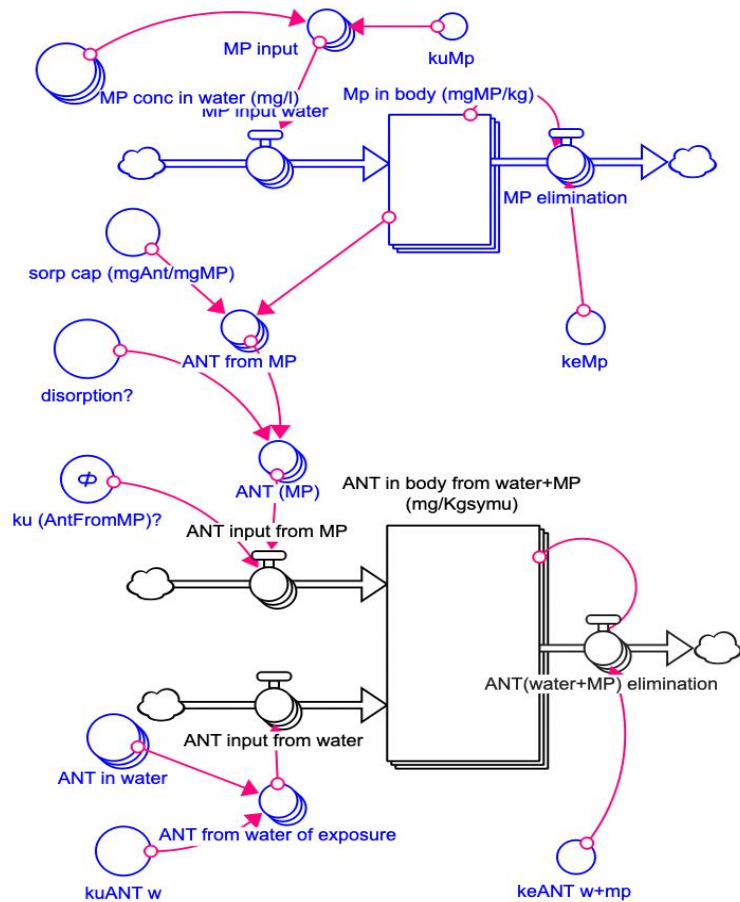 MP input
kuMp
MP conc in water (mg/l)
MP input water
Mp in body (mgMP/kg)
MP elimination
sorp cap (mgAnt/mgMP)
ANT from MP
keMp
disorption?
ANT (MP)
ANT in body from water+MP
(mg/Kgsymu)
ku (AntFromMP)?
ANT input from MP
ANT(water+MP) elimination
ANT input from water
ANT in water
ANT from water of exposure
kuANT w
keANT w+mp